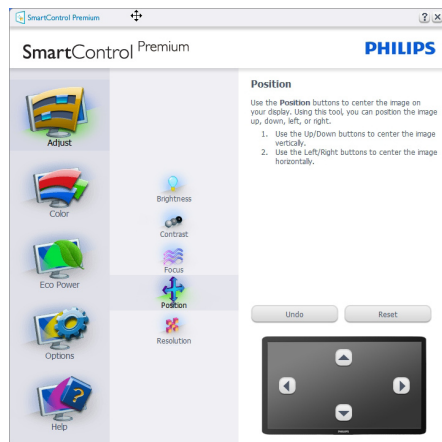 SmartControl Premium
SmartControl Premium
PHILIPS
Adjust
Color
Eco Power
Options
Help
Brightness
Contrast
Focus
Position
Resolution
Position
Use the Position buttons to center the image on
your display. Using this tool, you can position the image
up, down, left, or right.
1. Use the Up/Down buttons to center the image
vertically.
2. Use the Left/Right buttons to center the image
horizontally.
Undo
Reset
PHILIPS